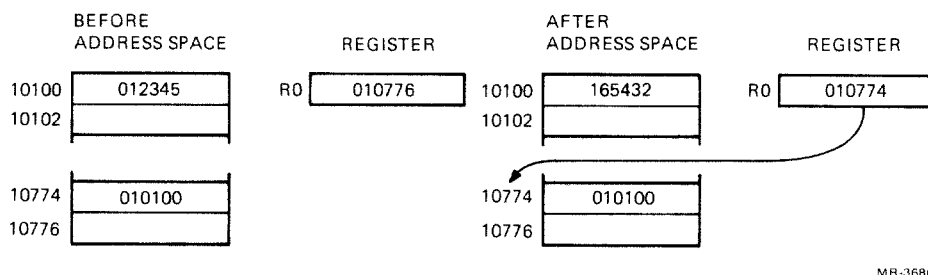 BEFORE
ADDRESS SPACE REGISTER
AFTER
ADDRESS SPACE REGISTER
10100 012345 R0 010776 10100 165432 R0 010774
10102 10102
10774 010100 10774 010100
10776 10776